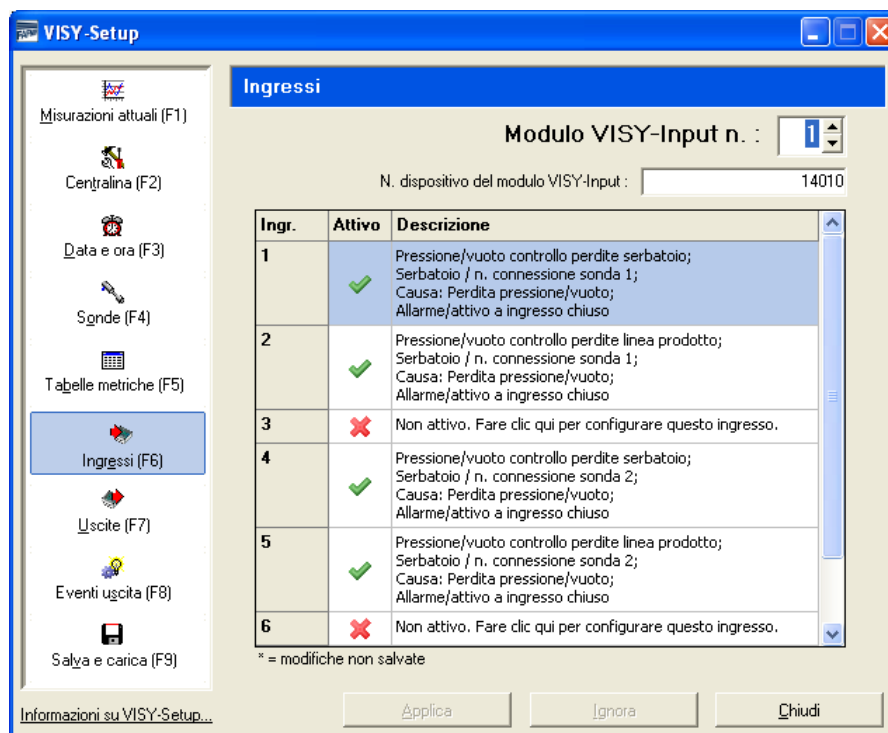 VISY-Setup
Misurazioni attuali (F1)
Centralina (F2)
Data e ora (F3)
Sonde (F4)
Tabelle metriche (F5)
Ingressi (F6)
Uscite (F7)
Eventi uscita (F8)
Salva e carica (F9)
Informazioni su VISY-Setup...
Ingressi
Modulo VISY-Input n. : 1
N. dispositivo del modulo VISY-Input : 14010
Ingr. Attivo Descrizione
1
Pressione/vuoto controllo perdite serbatoio;
Serbatoio / n. connessione sonda 1;
Causa: Perdita pressione/vuoto;
Allarme/attivo a ingresso chiuso
2
Pressione/vuoto controllo perdite linea prodotto;
Serbatoio / n. connessione sonda 1;
Causa: Perdita pressione/vuoto;
Allarme/attivo a ingresso chiuso
3 Non attivo. Fare clic qui per configurare questo ingresso.
4
Pressione/vuoto controllo perdite serbatoio;
Serbatoio / n. connessione sonda 2;
Causa: Perdita pressione/vuoto;
Allarme/attivo a ingresso chiuso
5
Pressione/vuoto controllo perdite linea prodotto;
Serbatoio / n. connessione sonda 2;
Causa: Perdita pressione/vuoto;
Allarme/attivo a ingresso chiuso
6 Non attivo. Fare clic qui per configurare questo ingresso.
* = modifiche non salvate
Applica Ignora Chiudi